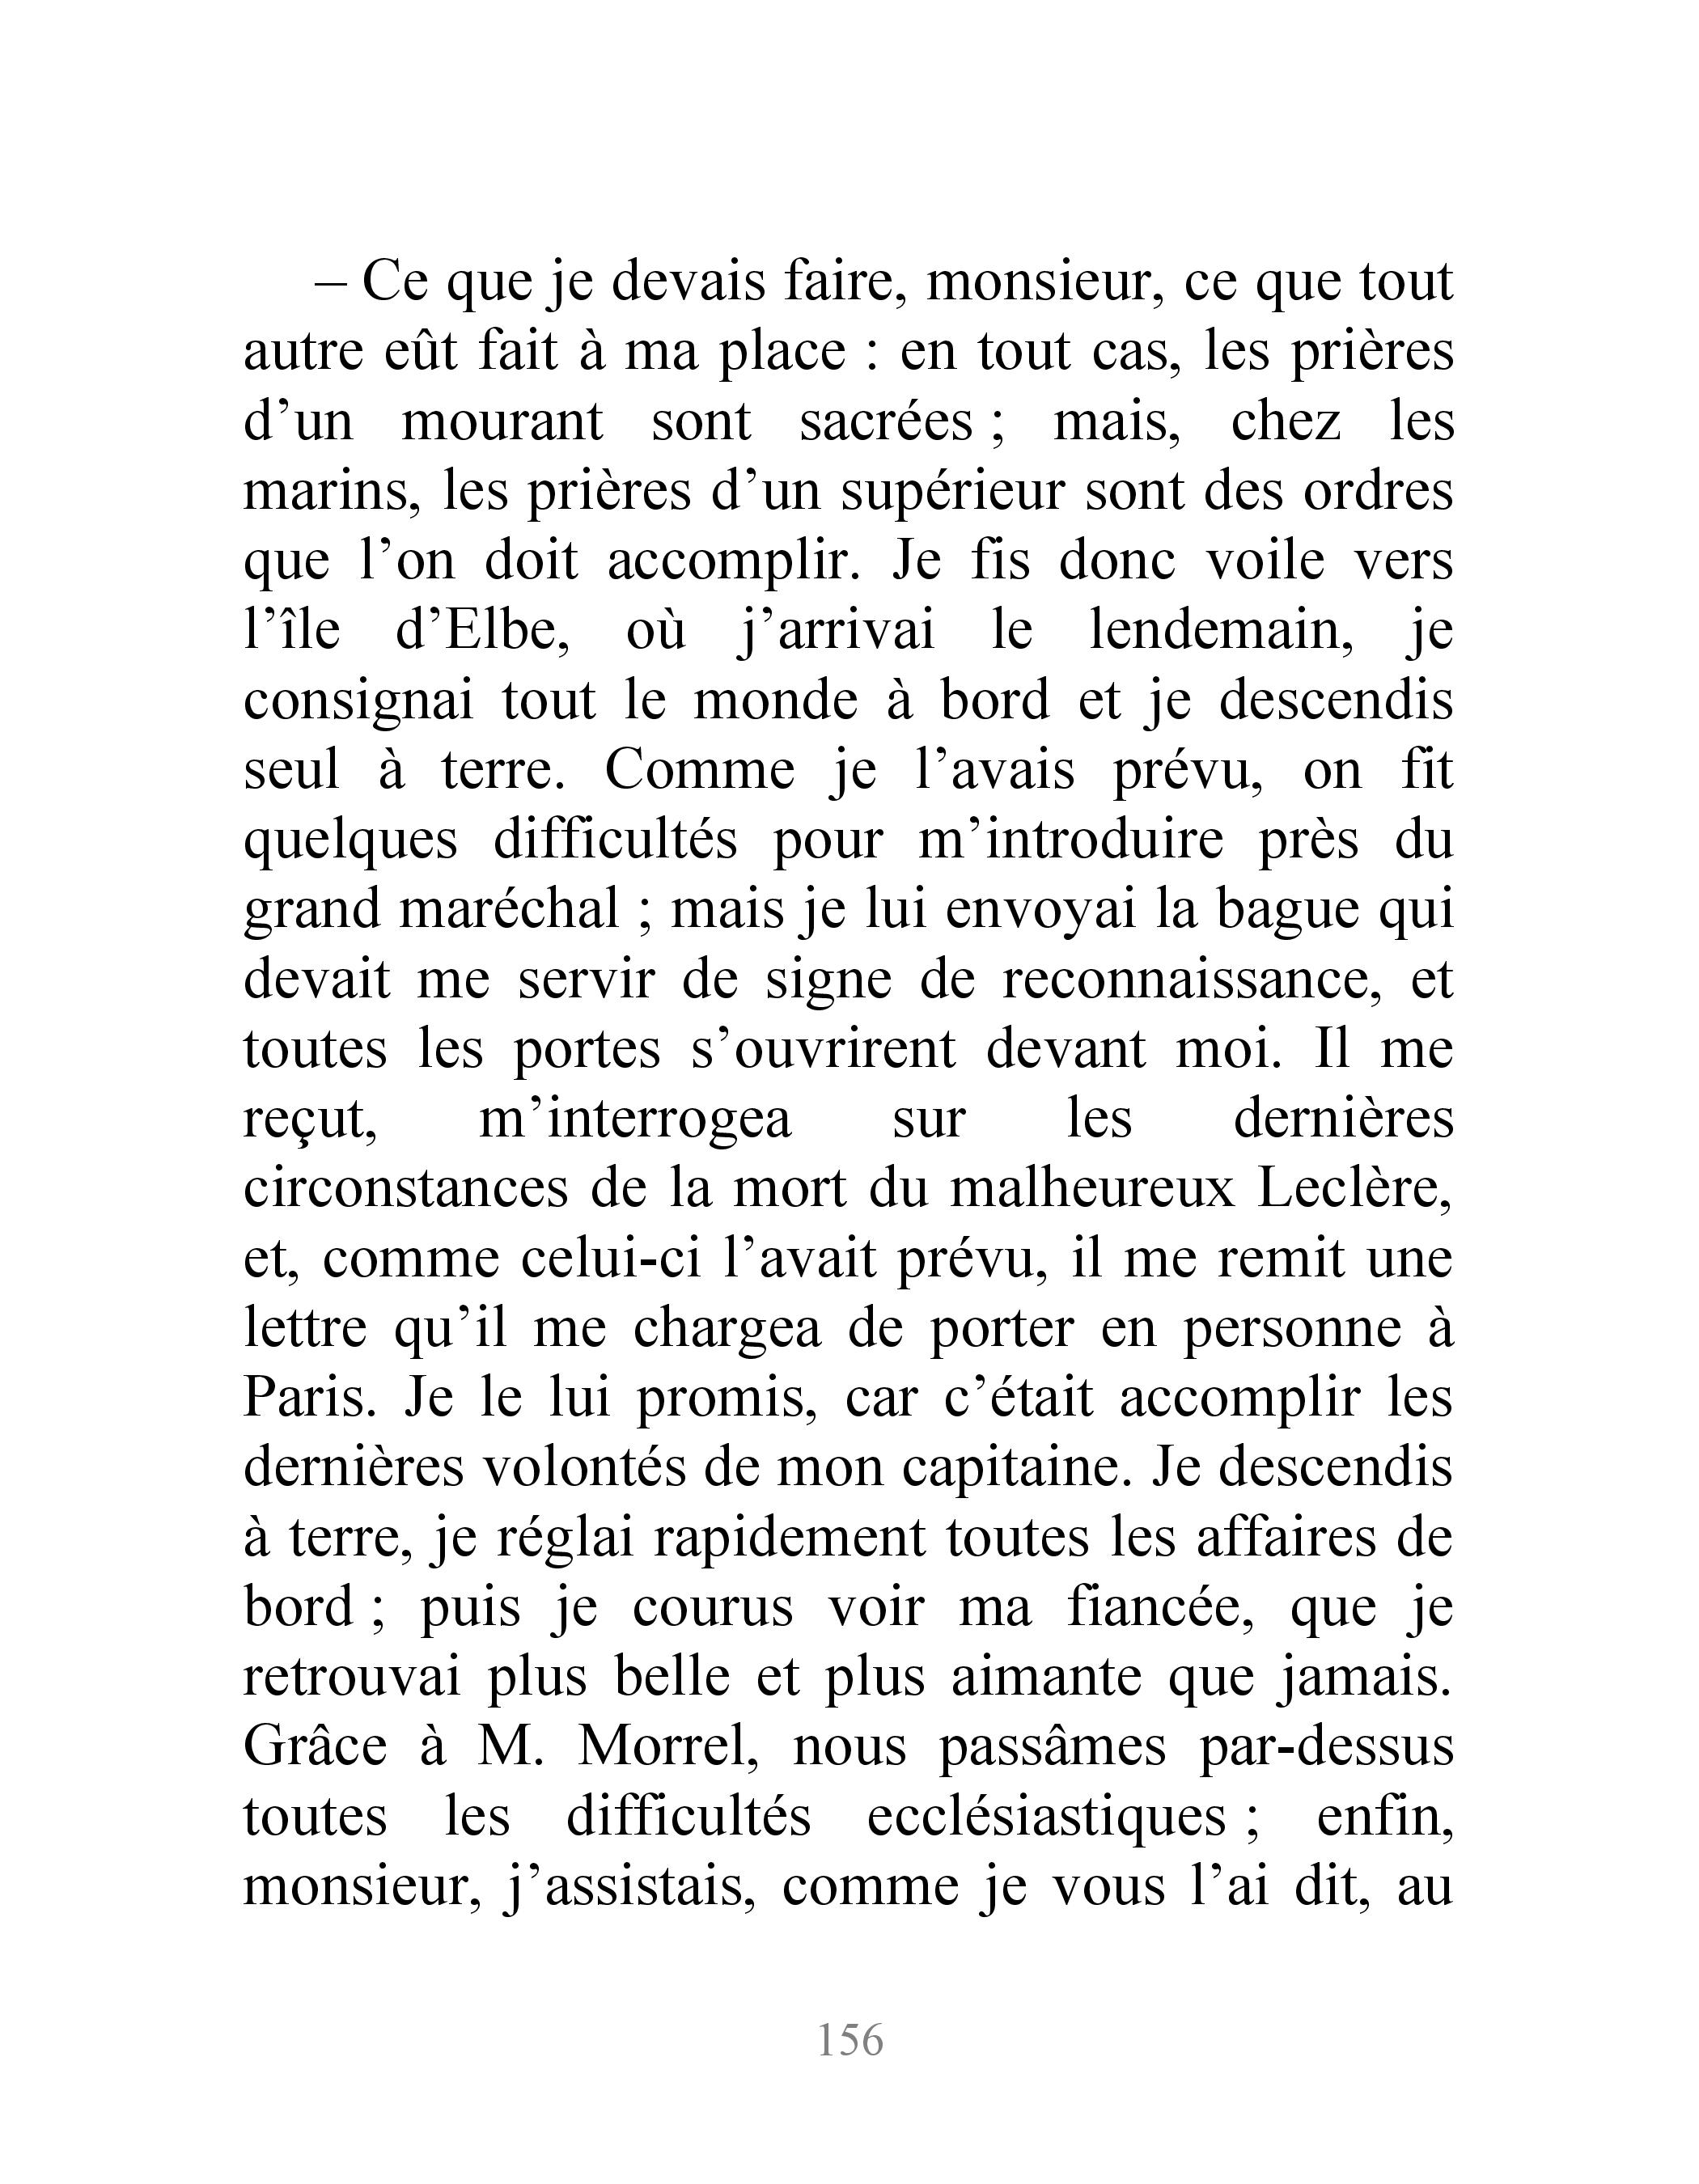 – Ce que je devais faire, monsieur, ce que tout
autre eût fait à ma place : en tout cas, les prières
d’un mourant sont sacrées ; mais, chez les
marins, les prières d’un supérieur sont des ordres
que l’on doit accomplir. Je fis donc voile vers
l’île d’Elbe, où j’arrivai le lendemain, je
consignai tout le monde à bord et je descendis
seul à terre. Comme je l’avais prévu, on fit
quelques difficultés pour m’introduire près du
grand maréchal ; mais je lui envoyai la bague qui
devait me servir de signe de reconnaissance, et
toutes les portes s’ouvrirent devant moi. Il me
reçut, m’interrogea sur les dernières
circonstances de la mort du malheureux Leclère,
et, comme celui-ci l’avait prévu, il me remit une
lettre qu’il me chargea de porter en personne à
Paris. Je le lui promis, car c’était accomplir les
dernières volontés de mon capitaine. Je descendis
à terre, je réglai rapidement toutes les affaires de
bord ; puis je courus voir ma fiancée, que je
retrouvai plus belle et plus aimante que jamais.
Grâce à M. Morrel, nous passâmes par-dessus
toutes les difficultés ecclésiastiques ; enfin,
monsieur, j’assistais, comme je vous l’ai dit, au
156